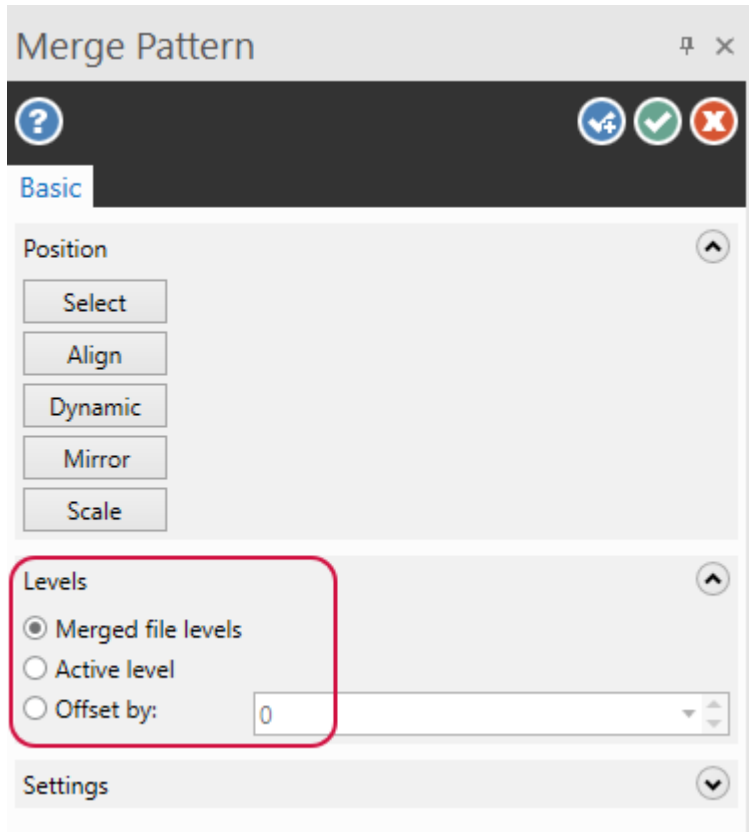 Merge Pattern
Basic
Position
Select
Align
Dynamic
Mirror
Scale
Levels
Merged file levels
Active level
Offset by: 0
Settings